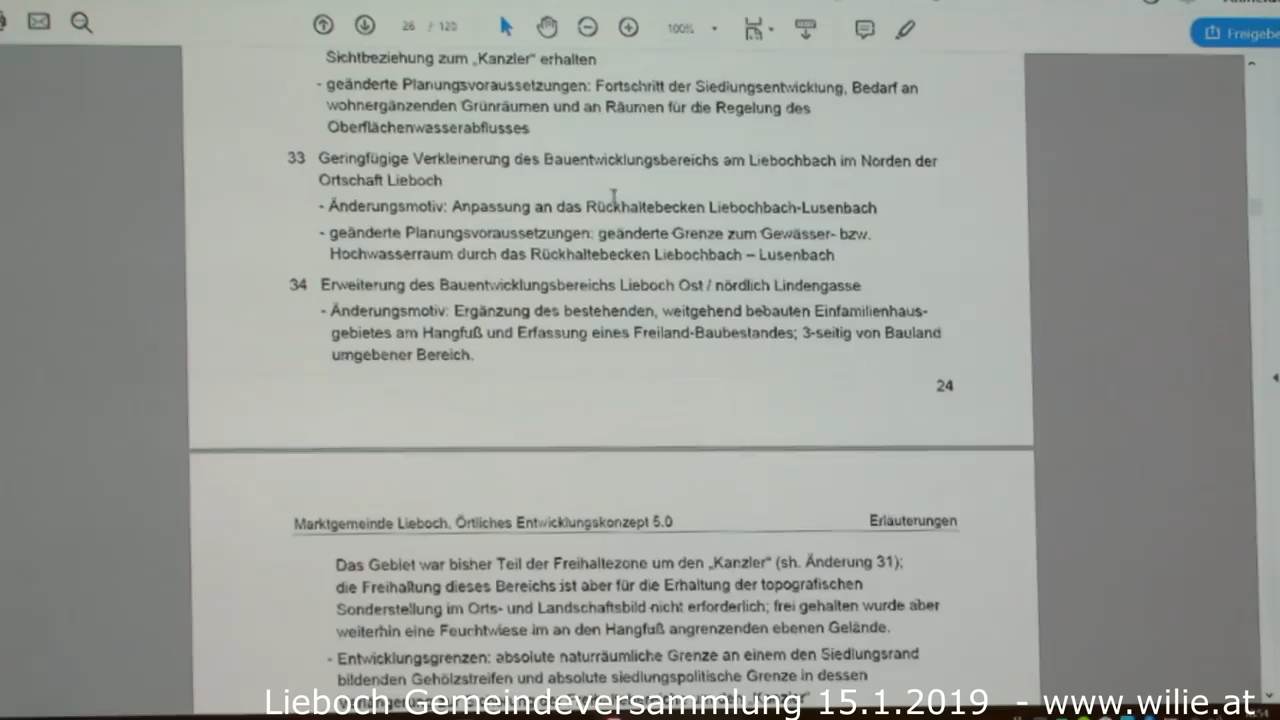 26 / 120
100%
Freigebe
Sichtbeziehung zum „Kanzler“ erhalten
- geänderte Planungsvoraussetzungen: Fortschritt der Siedlungsentwicklung, Bedarf an
wohnergänzenden Grünräumen und an Räumen für die Regelung des
Oberflächenwasserabflusses
33 Geringfügige Verkleinerung des Bauentwicklungsbereichs am Liebochbach im Norden der
Ortschaft Lieboch
- Änderungsmotiv: Anpassung an das Rückhaltebecken Liebochbach-Lusenbach
- geänderte Planungsvoraussetzungen: geänderte Grenze zum Gewässer- bzw.
Hochwasserraum durch das Rückhaltebecken Liebochbach – Lusenbach
34 Erweiterung des Bauentwicklungsbereichs Lieboch Ost / nördlich Lindengasse
- Änderungsmotiv: Ergänzung des bestehenden, weitgehend bebauten Einfamilienhaus-
gebietes am Hangfuß und Erfassung eines Freiland-Baubestandes; 3-seitig von Bauland
umgebener Bereich.
24
Marktgemeinde Lieboch, Örtliches Entwicklungskonzept 5.0 Erläuterungen
Das Gebiet war bisher Teil der Freihaltezone um den „Kanzler“ (sh. Änderung 31);
die Freihaltung dieses Bereichs ist aber für die Erhaltung der topografischen
Sonderstellung im Orts- und Landschaftsbild nicht erforderlich; frei gehalten wurde aber
weiterhin eine Feuchtwiese im an den Hangfuß angrenzenden ebenen Gelände.
- Entwicklungsgrenzen: absolute naturräumliche Grenze an einem den Siedlungsrand
bildenden Gehölzstreifen und absolute siedlungspolitische Grenze in dessen
Lieboch Gemeindeversammlung 15.1.2019 - www.wilie.at